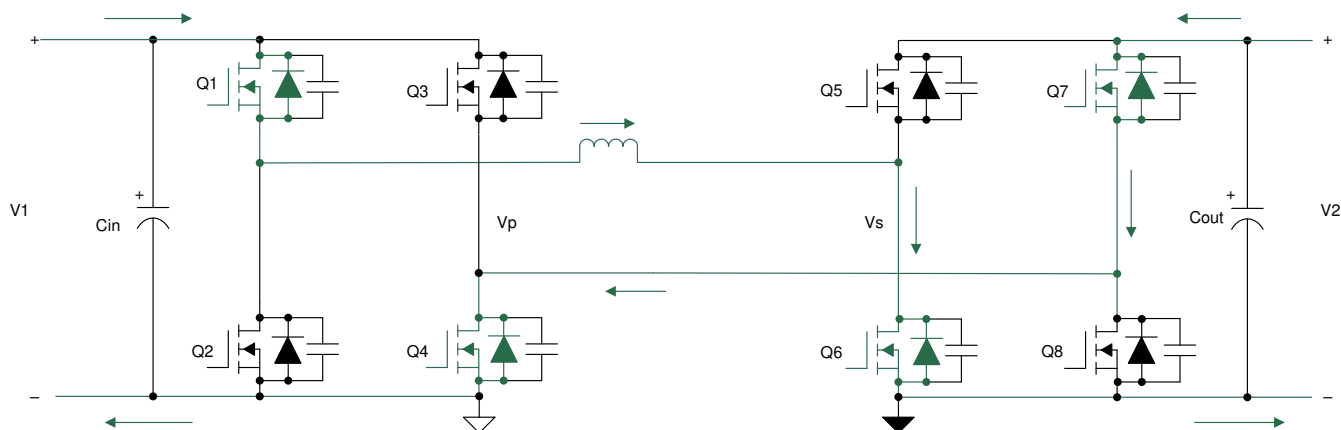 +
+
Q1
Q3
Q5
Q7
+
+
V1
Cin
Vp
Vs
Cout
V2
Q2
Q4
Q6
Q8
–
–